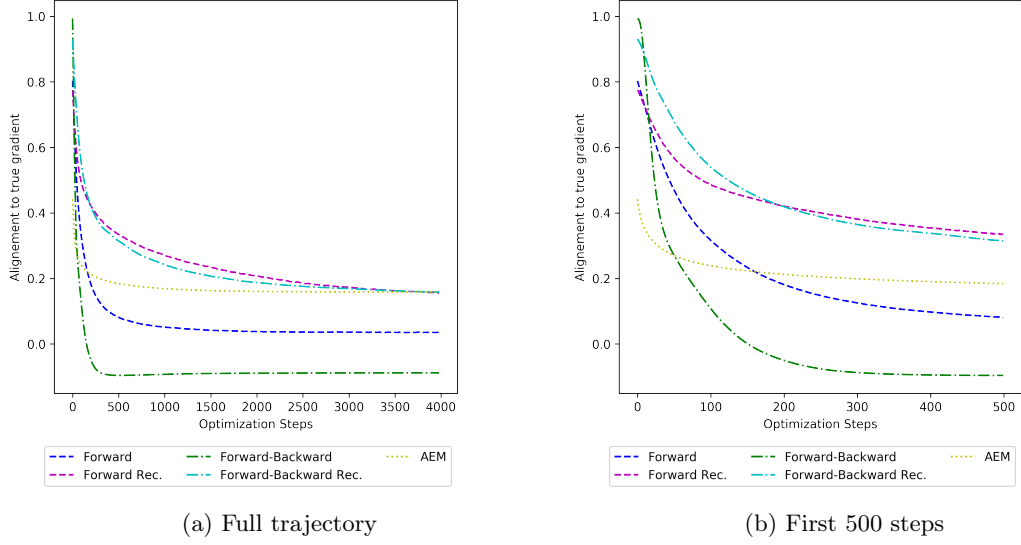 Alignement to true gradient
1.0
0.8
0.6
0.4
0.2
0.0
0 500 1000 1500 2000 2500 3000 3500 4000
Optimization Steps
Forward Forward-Backward AEM
Forward Rec. Forward-Backward Rec.
(a) Full trajectory
Alignement to true gradient
1.0
0.8
0.6
0.4
0.2
0.0
0 100 200 300 400 500
Optimization Steps
Forward Forward-Backward AEM
Forward Rec. Forward-Backward Rec.
(b) First 500 steps